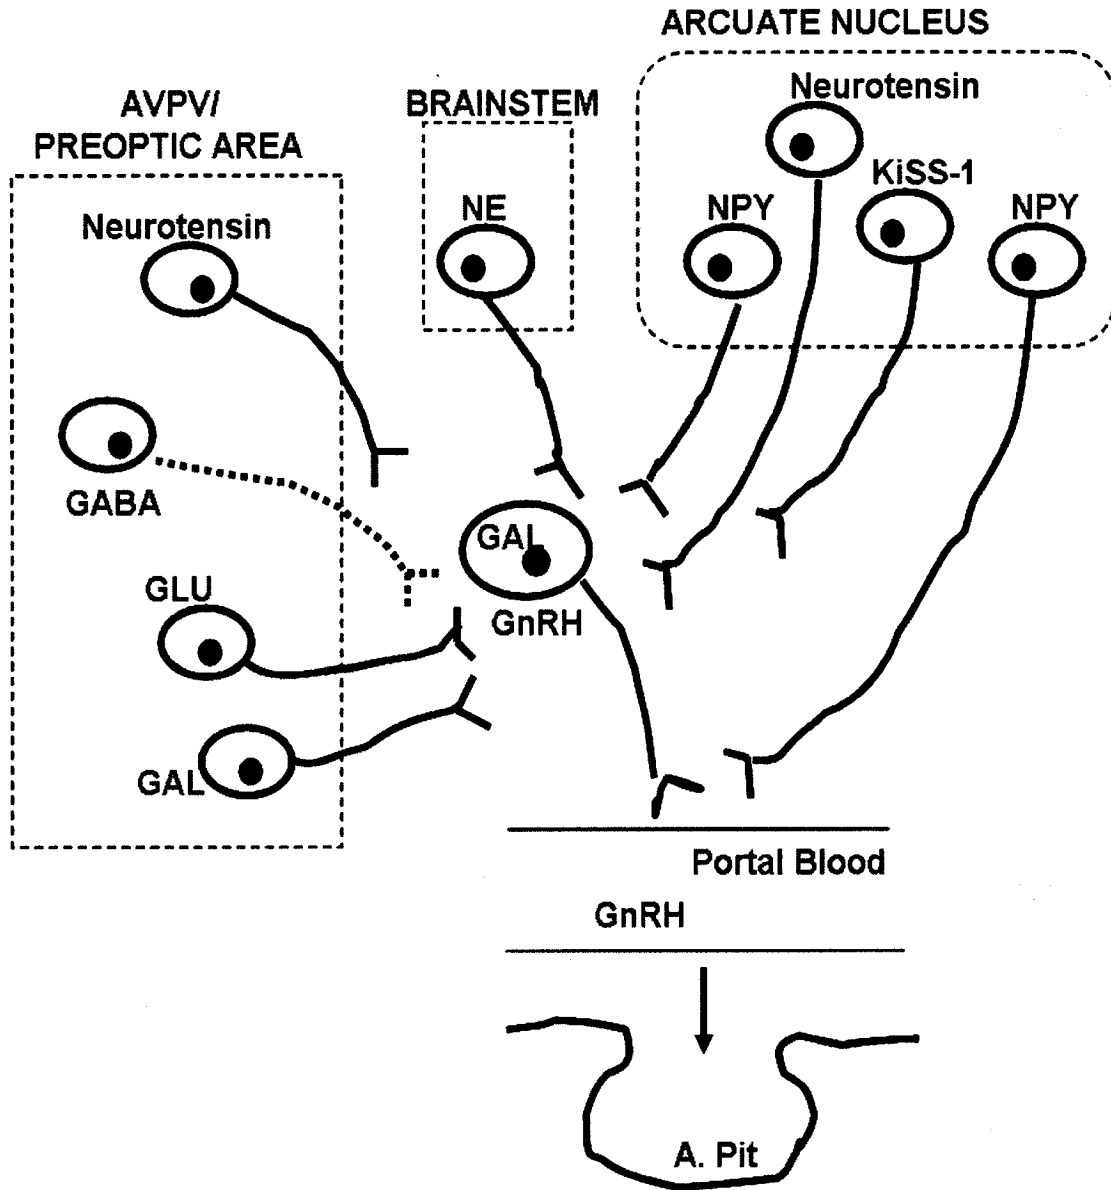 ARCUATE NUCLEUS
AVPV/
PREOPTIC AREA
BRAINSTEM
Neurotensin
KiSS-1
Neurotensin
NE
NPY
NPY
GABA
GAL
GLU
GnRH
GAL
Portal Blood
GnRH
A. Pit